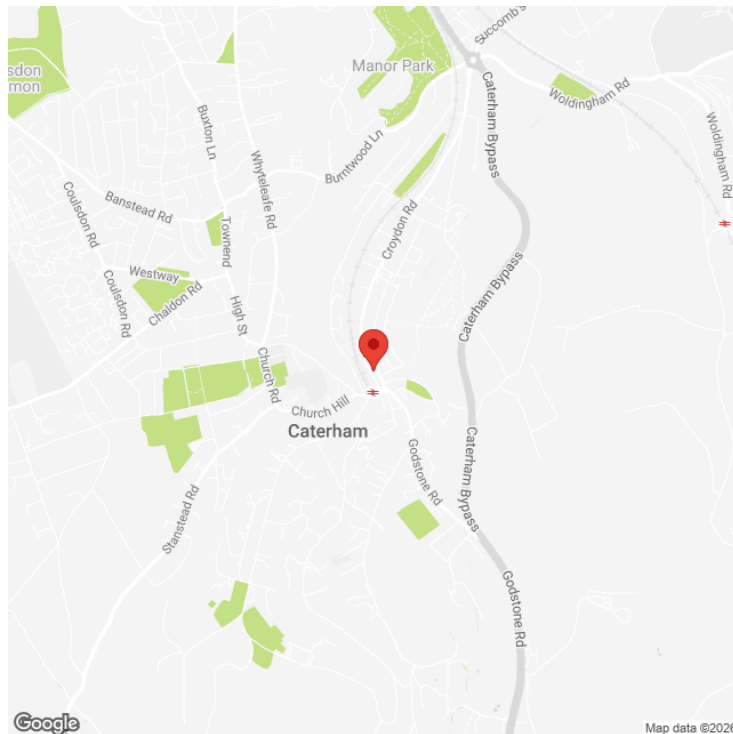 Succomb's
sdon
mon
Manor Park
Woldingham Rd
Caterham Bypass
Buxton Ln
Whyteleafe Rd
Burntwood Ln
Woldingham Rd
Coulsdon Rd
Banstead Rd
Townend
Croydon Rd
Westway
Chaldon Rd
Coulsdon Rd
High St
Caterham Bypass
Church Rd
Church Hill
Caterham
Godstone Rd
Caterham Bypass
Stanstead Rd
Godstone Rd
Google
Map data ©2026